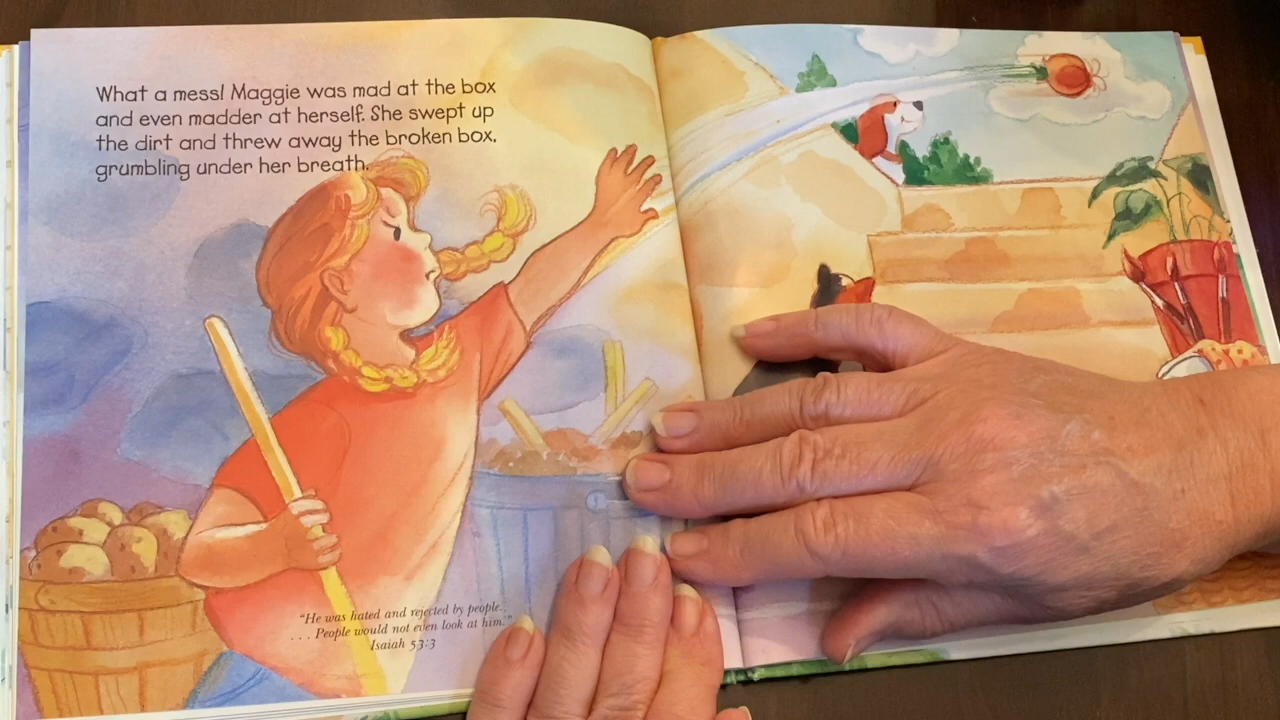 What a mess! Maggie was mad at the box
and even madder at herself. She swept up
the dirt and threw away the broken box,
grumbling under her breath.
"He was hated and rejected by people.
. . . People would not even look at him."
Isaiah 53:3